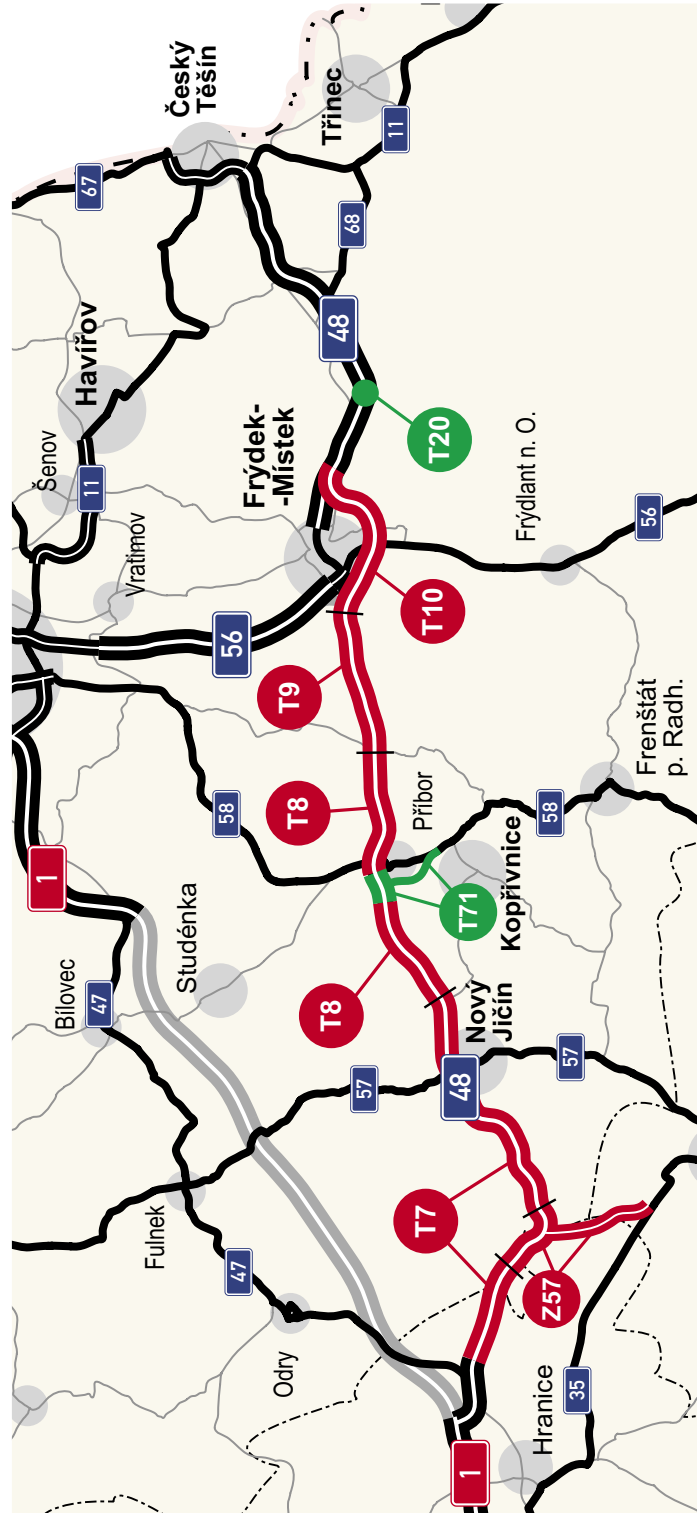 Český
Těšín
Třinec
67
11
68
Havířov
48
Šenov
11
Frýdek-
-Místek
T20
Vratimov
Frýdlant n. O.
56
56
T10
T9
T8
58
Příbor
Frenštát
p. Radh.
58
1
T71
Kopřivnice
Studénka
Bílovec
47
T8
Nový
Jičín
57
48
57
Fulnek
T7
47
Z57
Odry
Hranice
35
1